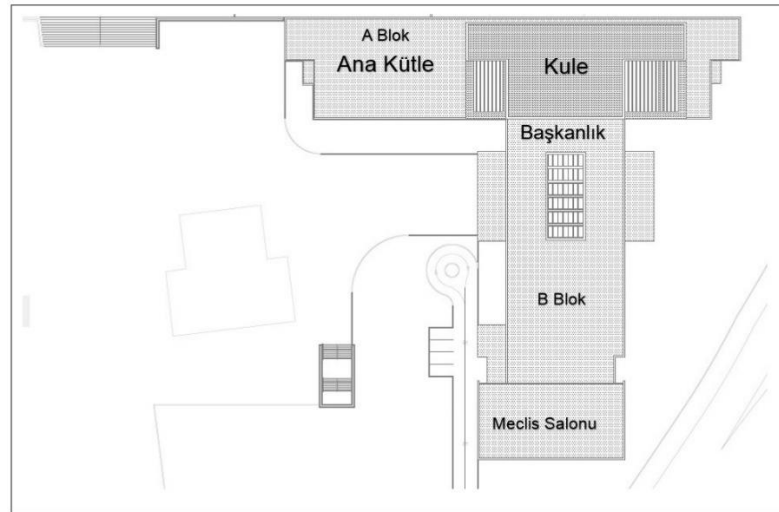 A Blok
Ana Kütle
Kule
Başkanlık
B Blok
Meclis Salonu